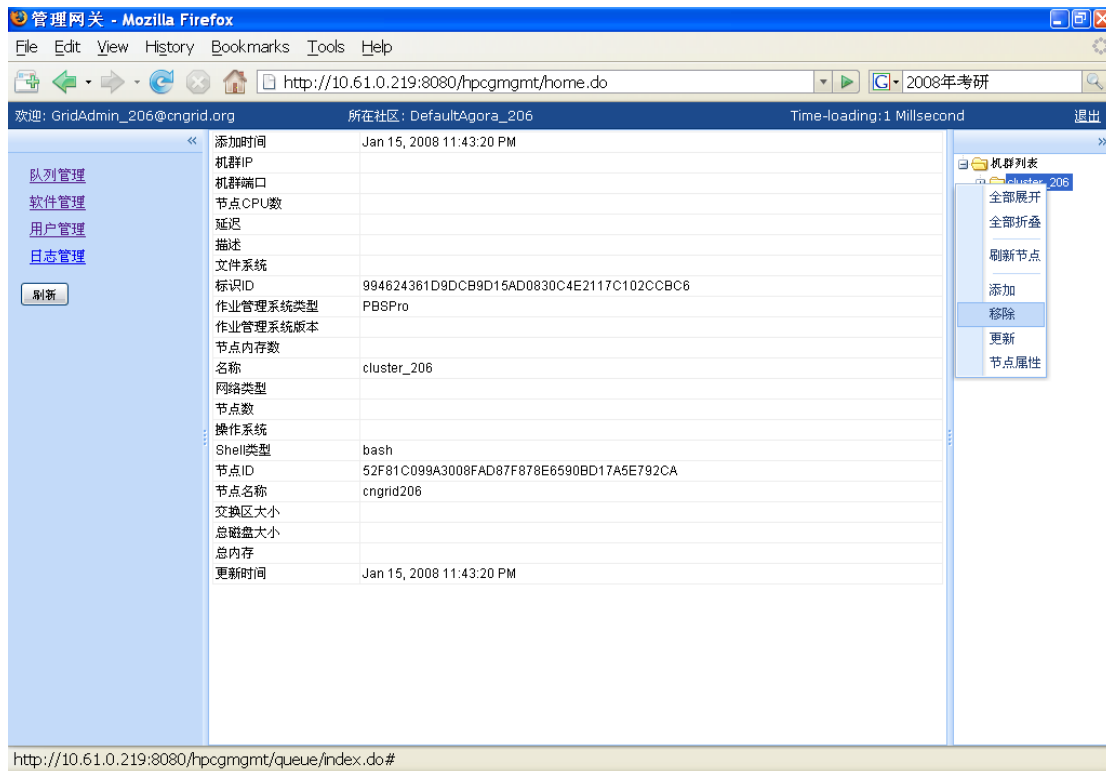 管理网关 - Mozilla Firefox
File Edit View History Bookmarks Tools Help
http://10.61.0.219:8080/hpcgmgmt/home.do
G 2008年考研
欢迎: GridAdmin_206@cngrid.org 所在社区: DefaultAgora_206 Time-loading:1 Millsecond 退出
队列管理
软件管理
用户管理
日志管理
刷新
添加时间 Jan 15, 2008 11:43:20 PM
机群IP
机群端口
节点CPU数
延迟
描述
文件系统
标识ID 994624361D9DCB9D15AD0830C4E2117C102CCBC6
作业管理系统类型 PBSPro
作业管理系统版本
节点内存数
名称 cluster_206
网络类型
节点数
操作系统
Shell类型 bash
节点ID 52F81C099A3008FAD87F878E6590BD17A5E792CA
节点名称 cngrid206
交换区大小
总磁盘大小
总内存
更新时间 Jan 15, 2008 11:43:20 PM
机群列表
cluster_206
全部展开
全部折叠
刷新节点
添加
移除
更新
节点属性
http://10.61.0.219:8080/hpcgmgmt/queue/index.do#